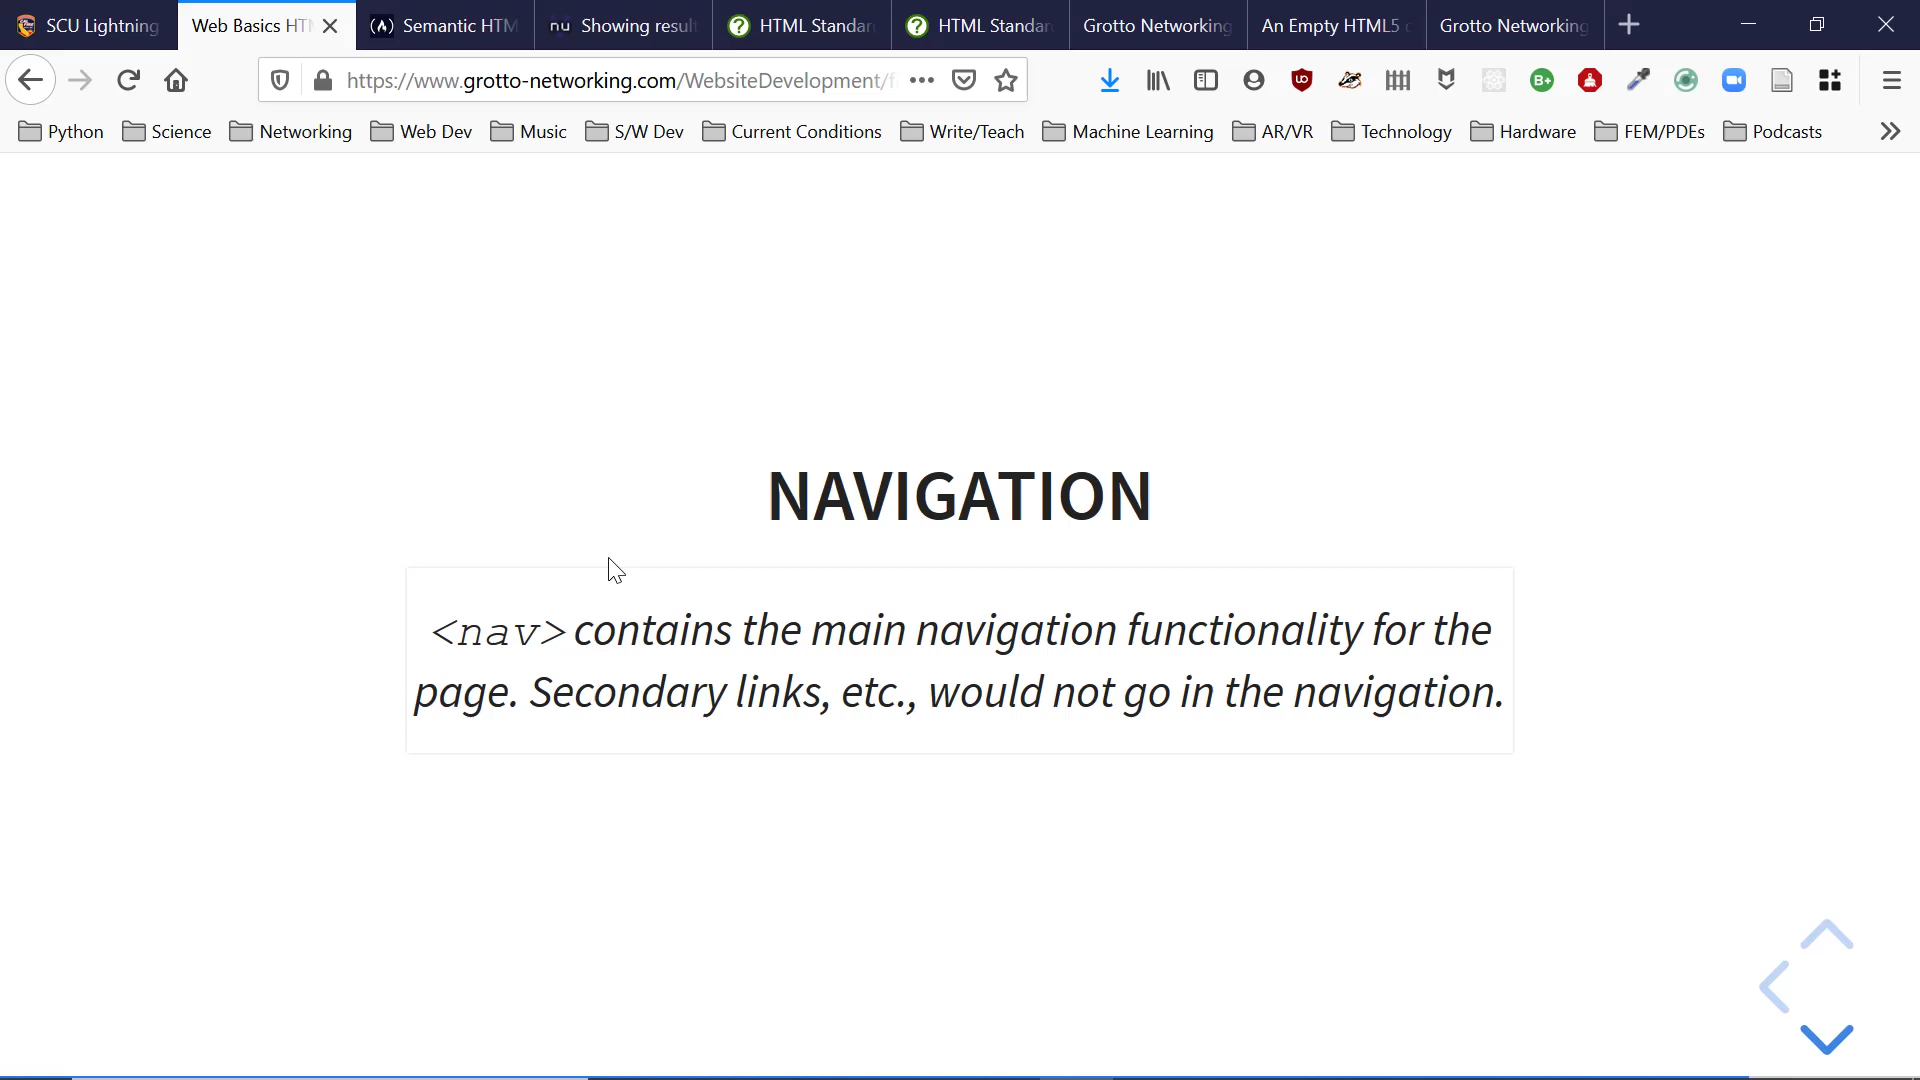 SCU Lightning
Web Basics HTM
Semantic HTM
nu Showing resul
HTML Standar
HTML Standar
Grotto Networking
An Empty HTML5
Grotto Networking
https://www.grotto-networking.com/WebsiteDevelopment/f
Python Science Networking Web Dev Music S/W Dev Current Conditions Write/Teach Machine Learning AR/VR Technology Hardware FEM/PDEs Podcasts
NAVIGATION
<nav> contains the main navigation functionality for the
page. Secondary links, etc., would not go in the navigation.